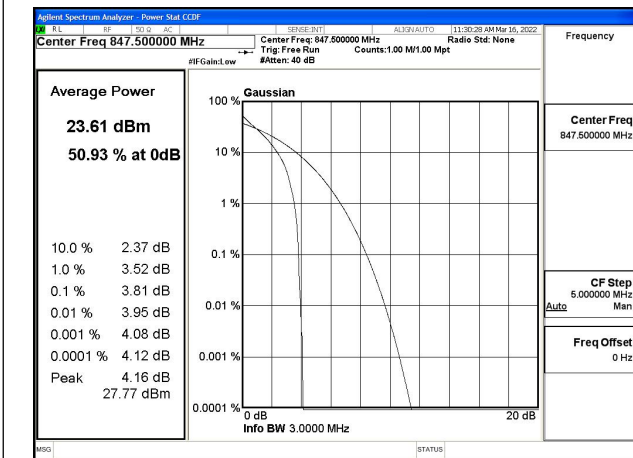 Agilent Spectrum Analyzer - Power Stat CCDF
RL RF 50 Ω AC SENSE:INT ALIGN AUTO 11:30:28 AM Mar 16, 2022
Center Freq 847.500000 MHz
Center Freq: 847.500000 MHz Radio Std: None
Trig: Free Run Counts:1.00 M/1.00 Mpt
#IFGain:Low #Atten: 40 dB
Frequency
Average Power
23.61 dBm
50.93 % at 0dB
10.0 % 2.37 dB
1.0 % 3.52 dB
0.1 % 3.81 dB
0.01 % 3.95 dB
0.001 % 4.08 dB
0.0001 % 4.12 dB
Peak 4.16 dB
27.77 dBm
Gaussian
100 %
10 %
1 %
0.1 %
0.01 %
0.001 %
0.0001 %
0 dB 20 dB
Info BW 3.0000 MHz
Center Freq
847.500000 MHz
CF Step
5.000000 MHz
Auto Man
Freq Offset
0 Hz
MSG STATUS